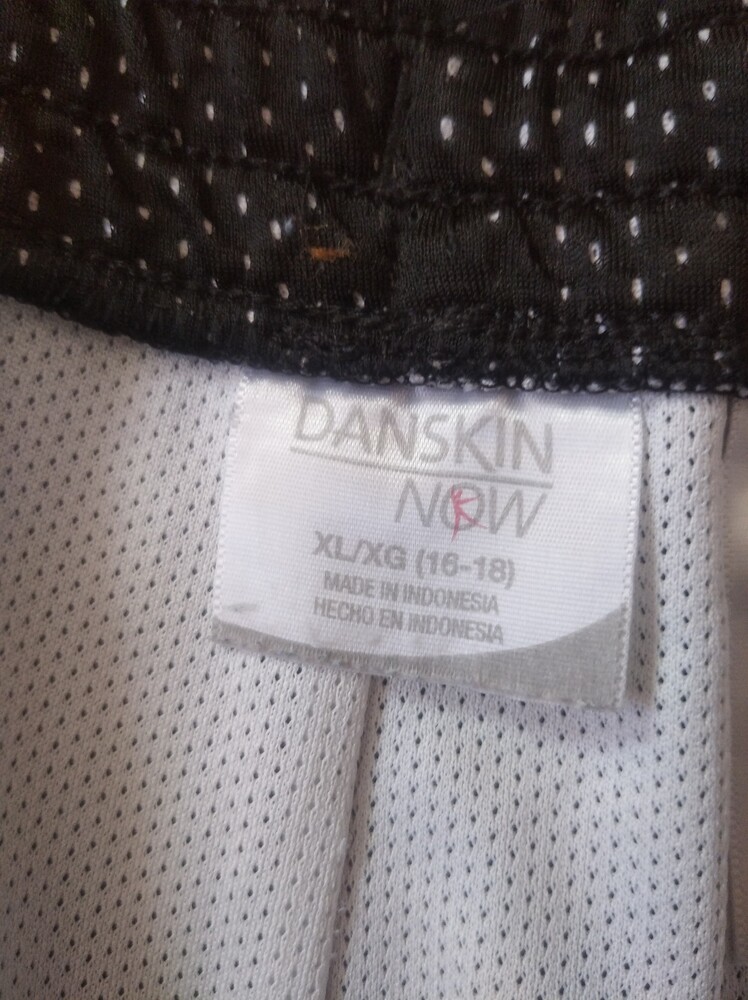 DANSKIN
NOW
XL/XG (16-18)
MADE IN INDONESIA
HECHO EN INDONESIA